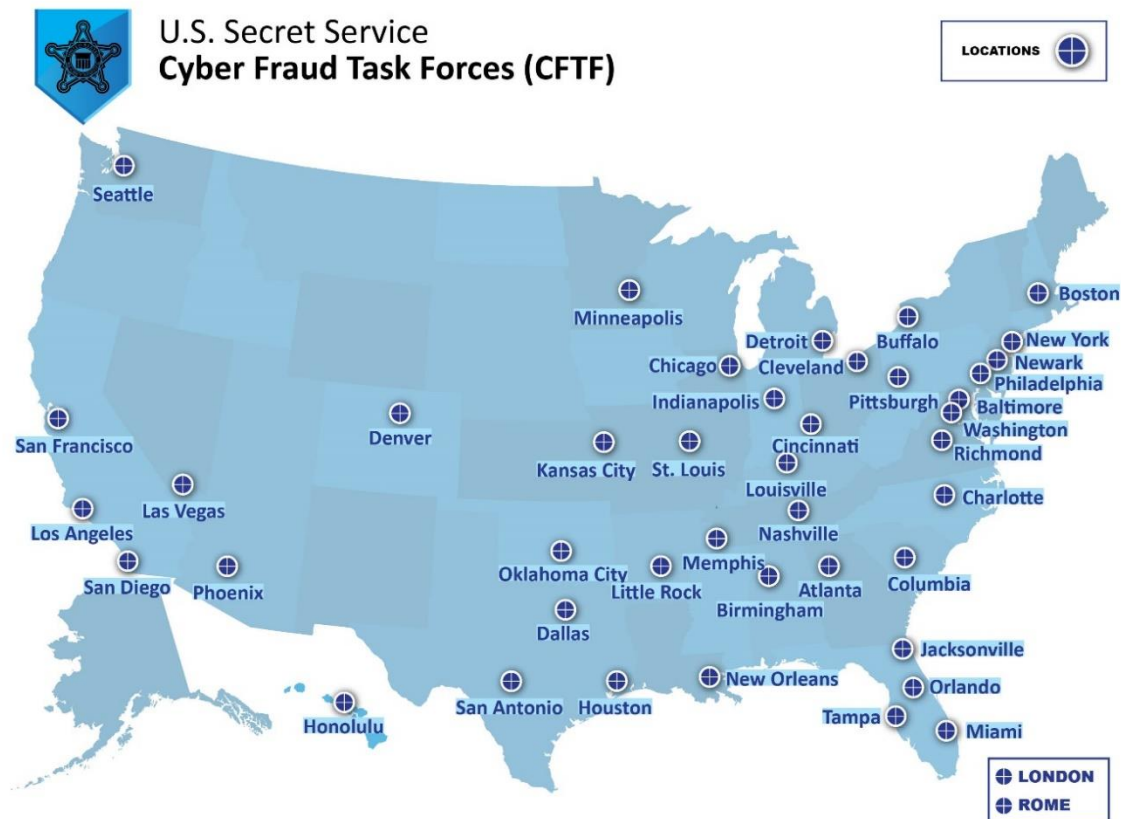 U.S. Secret Service
Cyber Fraud Task Forces (CFTF)
LOCATIONS
Seattle
Minneapolis
Boston
Detroit
Buffalo
New York
Chicago
Cleveland
Newark
Philadelphia
Indianapolis
Pittsburgh
Baltimore
San Francisco
Denver
Cincinnati
Washington
Kansas City
St. Louis
Richmond
Louisville
Las Vegas
Charlotte
Los Angeles
Nashville
Memphis
San Diego
Phoenix
Oklahoma City
Little Rock
Birmingham
Atlanta
Columbia
Dallas
Jacksonville
New Orleans
Orlando
San Antonio
Houston
Honolulu
Tampa
Miami
LONDON
ROME